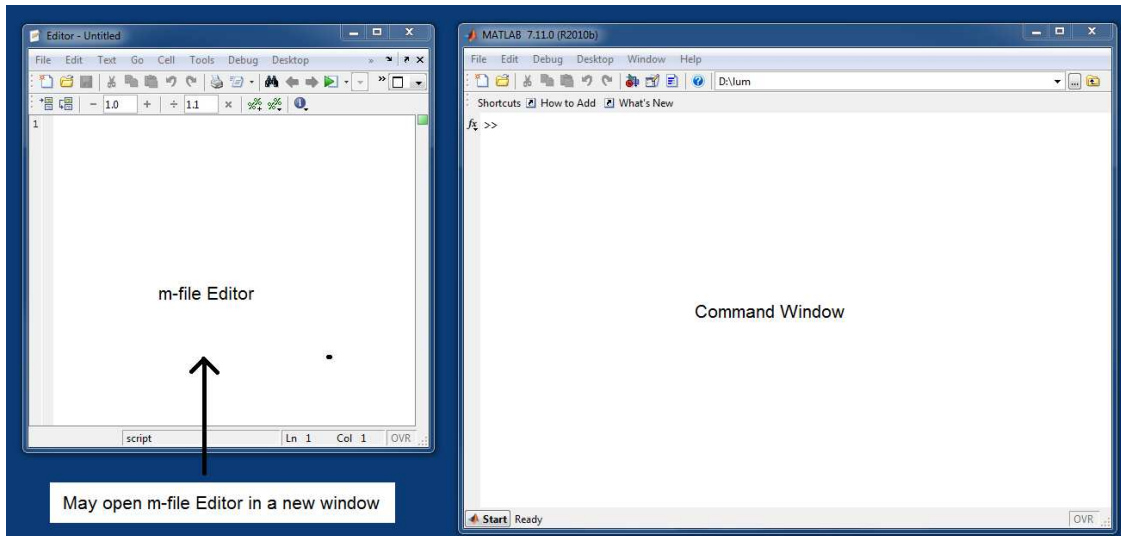 Editor - Untitled
File Edit Text Go Cell Tools Debug Desktop »
»
- 1.0 + ÷ 1.1 ×
1
m-file Editor
script Ln 1 Col 1 OVR
May open m-file Editor in a new window
MATLAB 7.11.0 (R2010b)
File Edit Debug Desktop Window Help
D:\lum
Shortcuts How to Add What's New
fx >>
Command Window
Start Ready OVR